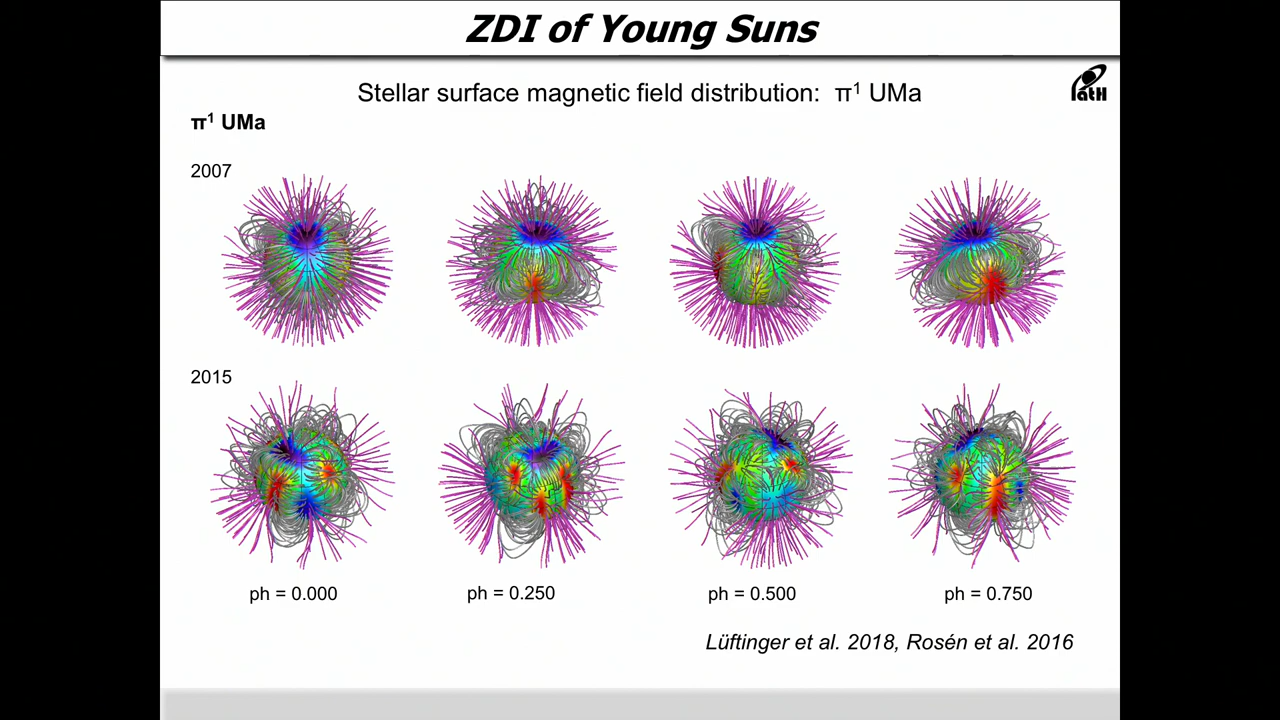 ZDI of Young Suns
Stellar surface magnetic field distribution: π¹ UMa
patH
π¹ UMa
2007
2015
ph = 0.000
ph = 0.250
ph = 0.500
ph = 0.750
Lüftinger et al. 2018, Rosén et al. 2016